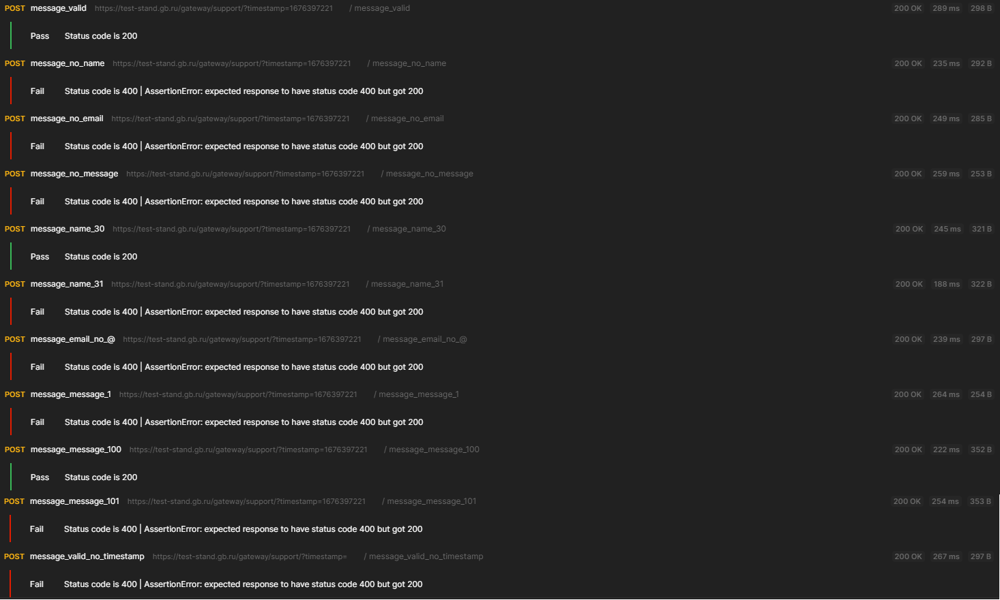 POST message_valid https://test-stand.gb.ru/gateway/support/?timestamp=1676397221 / message_valid 200 OK 289 ms 298 B
Pass Status code is 200
POST message_no_name https://test-stand.gb.ru/gateway/support/?timestamp=1676397221 / message_no_name 200 OK 235 ms 292 B
Fail Status code is 400 | AssertionError: expected response to have status code 400 but got 200
POST message_no_email https://test-stand.gb.ru/gateway/support/?timestamp=1676397221 / message_no_email 200 OK 249 ms 285 B
Fail Status code is 400 | AssertionError: expected response to have status code 400 but got 200
POST message_no_message https://test-stand.gb.ru/gateway/support/?timestamp=1676397221 / message_no_message 200 OK 259 ms 253 B
Fail Status code is 400 | AssertionError: expected response to have status code 400 but got 200
POST message_name_30 https://test-stand.gb.ru/gateway/support/?timestamp=1676397221 / message_name_30 200 OK 245 ms 321 B
Pass Status code is 200
POST message_name_31 https://test-stand.gb.ru/gateway/support/?timestamp=1676397221 / message_name_31 200 OK 188 ms 322 B
Fail Status code is 400 | AssertionError: expected response to have status code 400 but got 200
POST message_email_no_@ https://test-stand.gb.ru/gateway/support/?timestamp=1676397221 / message_email_no_@ 200 OK 239 ms 297 B
Fail Status code is 400 | AssertionError: expected response to have status code 400 but got 200
POST message_message_1 https://test-stand.gb.ru/gateway/support/?timestamp=1676397221 / message_message_1 200 OK 264 ms 254 B
Fail Status code is 400 | AssertionError: expected response to have status code 400 but got 200
POST message_message_100 https://test-stand.gb.ru/gateway/support/?timestamp=1676397221 / message_message_100 200 OK 222 ms 352 B
Pass Status code is 200
POST message_message_101 https://test-stand.gb.ru/gateway/support/?timestamp=1676397221 / message_message_101 200 OK 254 ms 353 B
Fail Status code is 400 | AssertionError: expected response to have status code 400 but got 200
POST message_valid_no_timestamp https://test-stand.gb.ru/gateway/support/?timestamp= / message_valid_no_timestamp 200 OK 267 ms 297 B
Fail Status code is 400 | AssertionError: expected response to have status code 400 but got 200